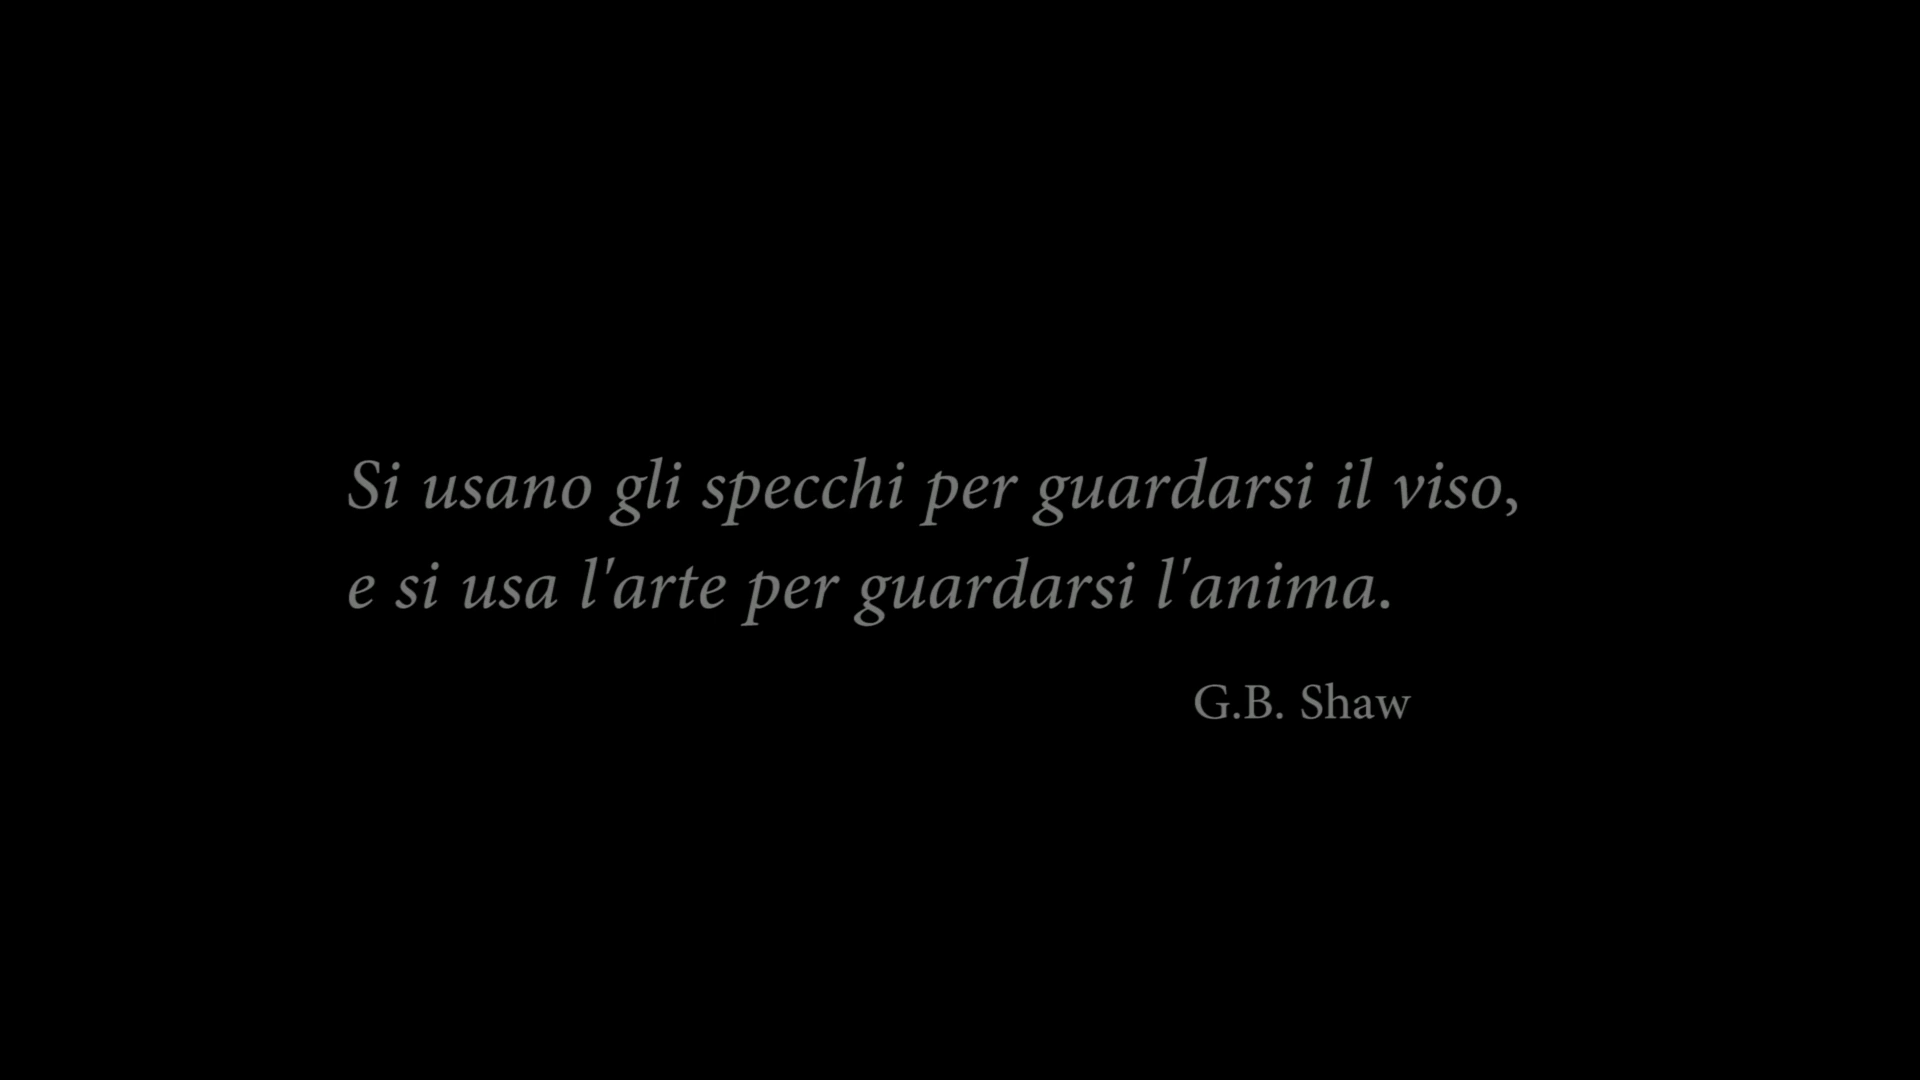 Si usano gli specchi per guardarsi il viso,
e si usa l'arte per guardarsi l'anima.
G.B. Shaw